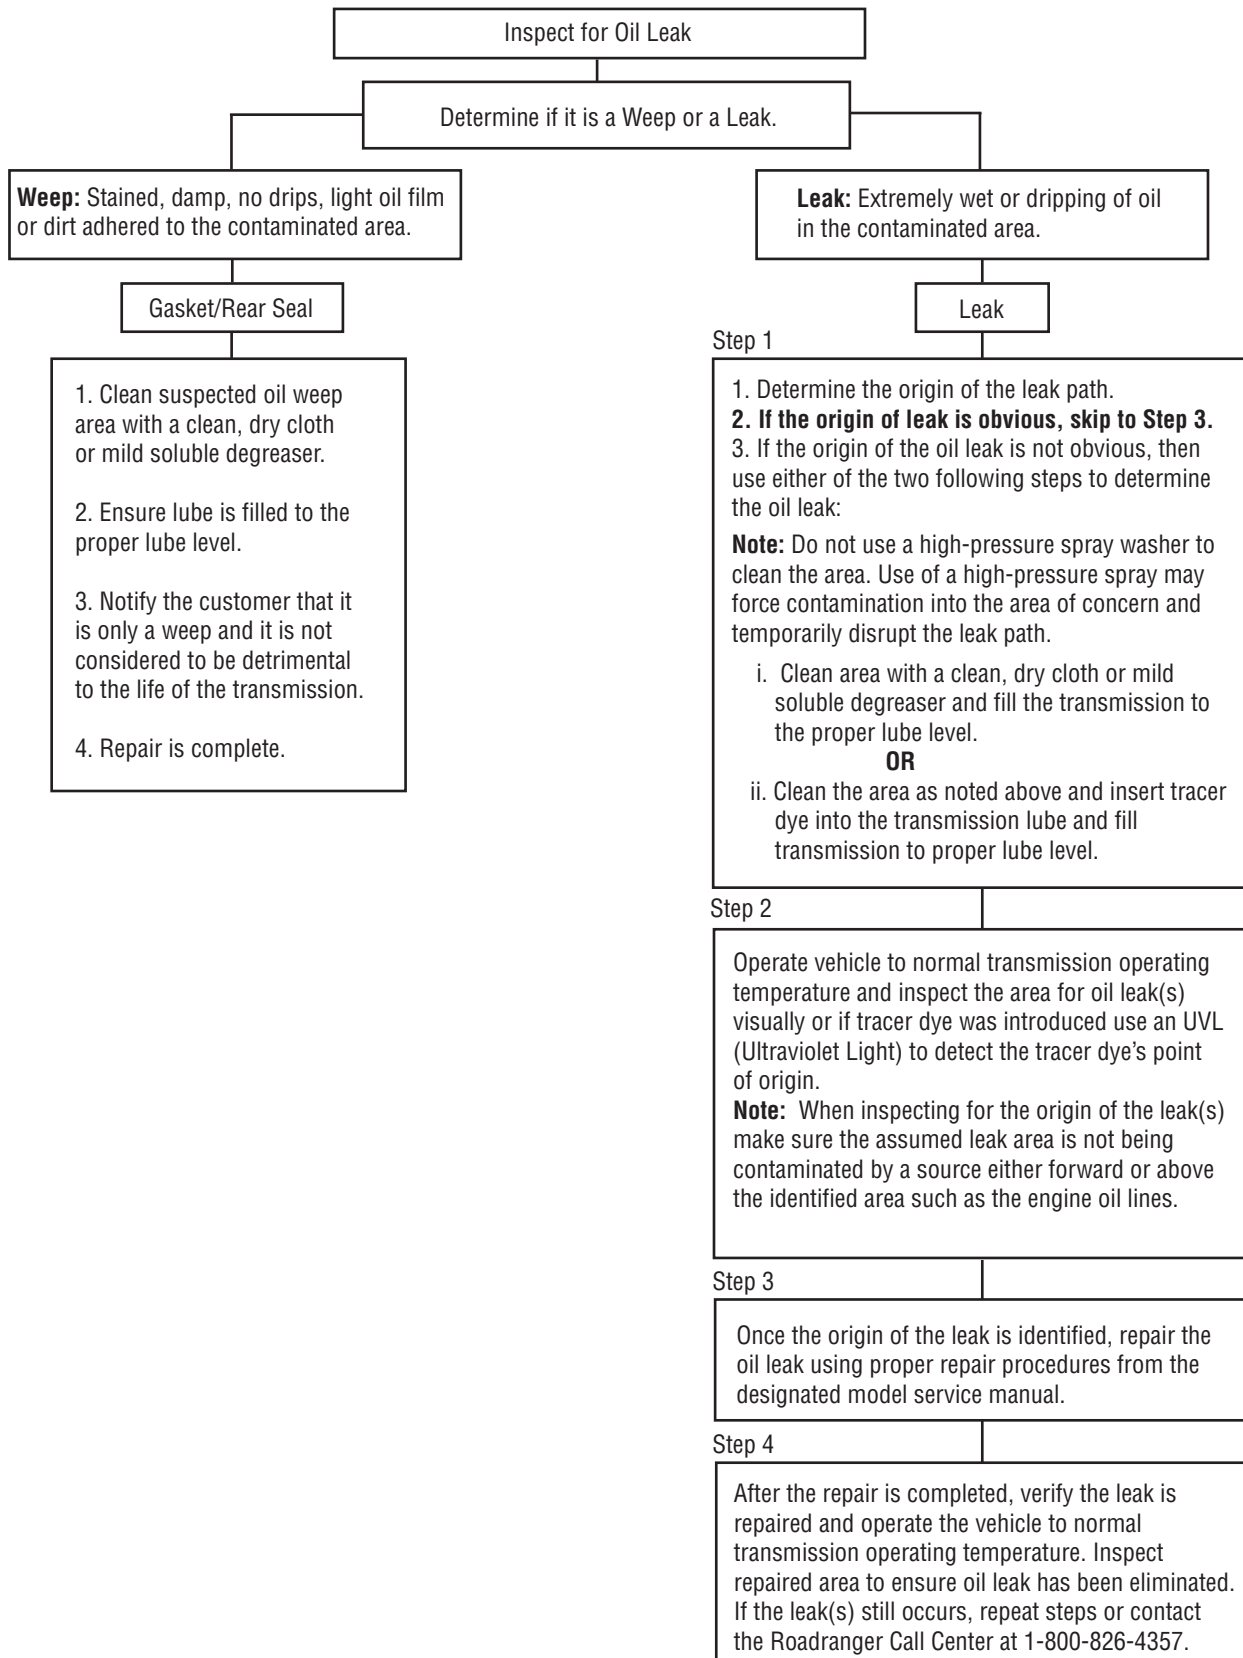 Inspect for Oil Leak
Determine if it is a Weep or a Leak.
Weep: Stained, damp, no drips, light oil film
or dirt adhered to the contaminated area.
Gasket/Rear Seal
1. Clean suspected oil weep
area with a clean, dry cloth
or mild soluble degreaser.
2. Ensure lube is filled to the
proper lube level.
3. Notify the customer that it
is only a weep and it is not
considered to be detrimental
to the life of the transmission.
4. Repair is complete.
Leak: Extremely wet or dripping of oil
in the contaminated area.
Leak
Step 1
1. Determine the origin of the leak path.
2. If the origin of leak is obvious, skip to Step 3.
3. If the origin of the oil leak is not obvious, then
use either of the two following steps to determine
the oil leak:
Note: Do not use a high-pressure spray washer to
clean the area. Use of a high-pressure spray may
force contamination into the area of concern and
temporarily disrupt the leak path.
i. Clean area with a clean, dry cloth or mild
soluble degreaser and fill the transmission to
the proper lube level.
OR
ii. Clean the area as noted above and insert tracer
dye into the transmission lube and fill
transmission to proper lube level.
Step 2
Operate vehicle to normal transmission operating
temperature and inspect the area for oil leak(s)
visually or if tracer dye was introduced use an UVL
(Ultraviolet Light) to detect the tracer dye’s point
of origin.
Note: When inspecting for the origin of the leak(s)
make sure the assumed leak area is not being
contaminated by a source either forward or above
the identified area such as the engine oil lines.
Step 3
Once the origin of the leak is identified, repair the
oil leak using proper repair procedures from the
designated model service manual.
Step 4
After the repair is completed, verify the leak is
repaired and operate the vehicle to normal
transmission operating temperature. Inspect
repaired area to ensure oil leak has been eliminated.
If the leak(s) still occurs, repeat steps or contact
the Roadranger Call Center at 1-800-826-4357.